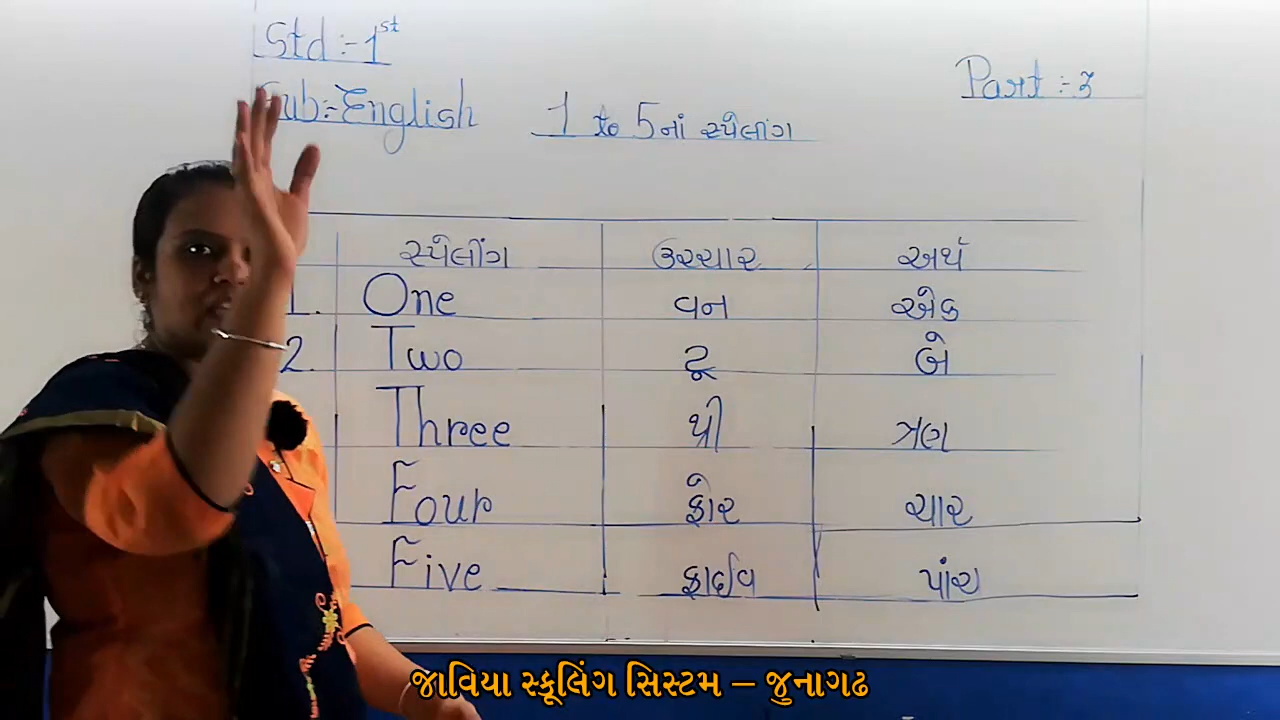 Std :- 1st
Sub:- English
Part :- 3
1 to 5નાં સ્પેલીંગ
સ્પેલીંગ ઉચ્ચાર અર્થ
1. One વન એક
2. Two ટૂ બે
Three થ્રી ત્રણ
Four ફોર ચાર
Five ફાઈવ પાંચ
જાવિયા સ્કૂલિંગ સિસ્ટમ – જુનાગઢ